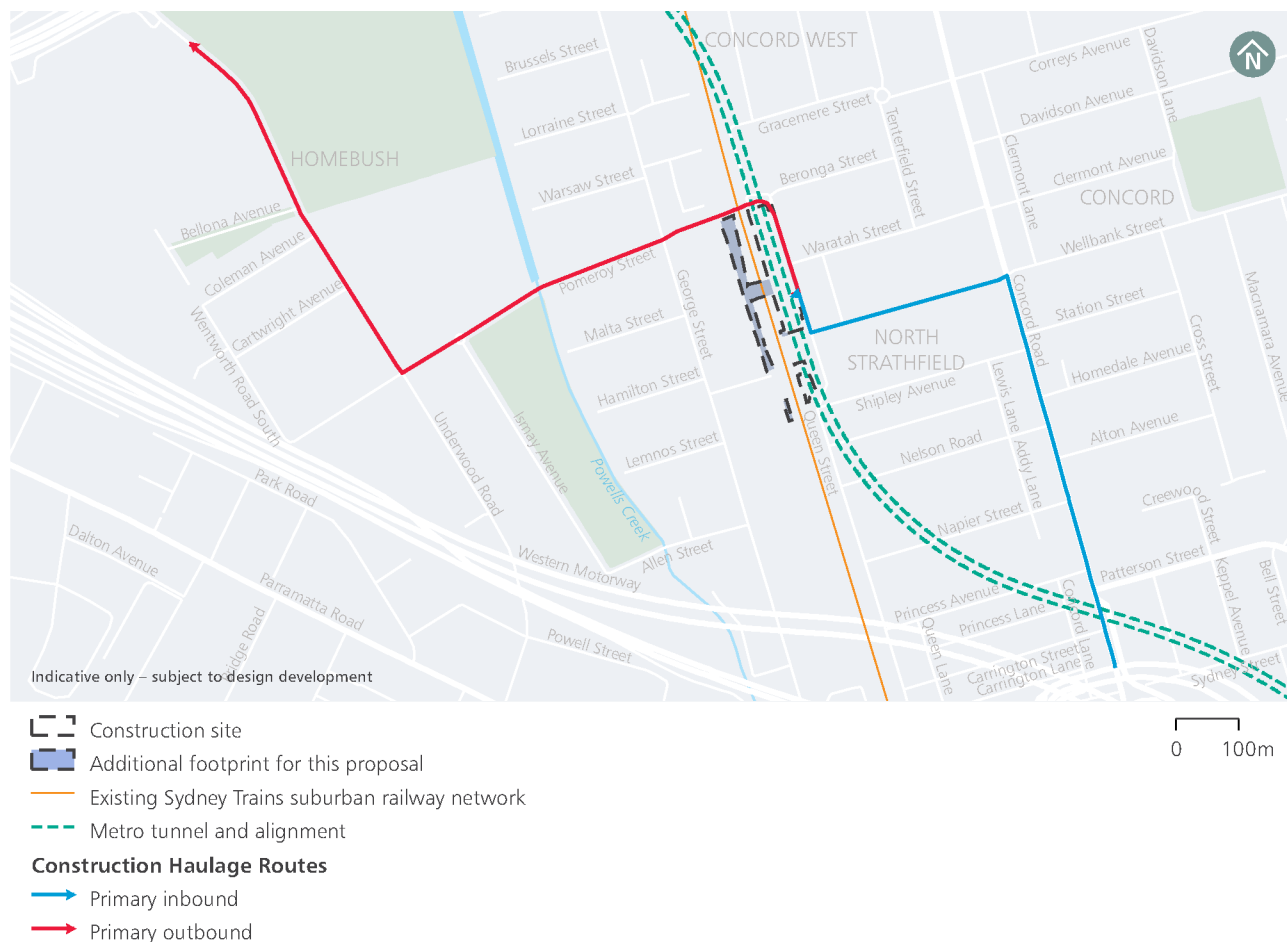 CONCORD WEST
N
Brussels Street
Correys Avenue
Davidson Lane
Lorraine Street
Gracemere Street
Davidson Avenue
Tenterfield Street
HOMEBUSH
Warsaw Street
Beronga Street
Clermont Lane
Clermont Avenue
CONCORD
Bellona Avenue
Coleman Avenue
Waratah Street
Wellbank Street
Pomeroy Street
George Street
Concord Road
Macnamara Avenue
Cartwright Avenue
Station Street
Wentworth Road South
Malta Street
NORTH
STRATHFIELD
Cross Street
Homedale Avenue
Hamilton Street
Shipley Avenue
Lewis Lane
Underwood Road
Ismay Avenue
Queen Street
Alton Avenue
Lemnos Street
Nelson Road
Addy Lane
Park Road
Powells Creek
Creewood Street
Napier Street
Dalton Avenue
Western Motorway
Allen Street
Patterson Street
Parramatta Road
Princess Avenue
Princess Lane
Concord Lane
Keppel Avenue
Bell Street
Powell Street
Queen Lane
Carrington Street
Carrington Lane
Sydney Street
Indicative only – subject to design development
Construction site
Additional footprint for this proposal
0 100m
Existing Sydney Trains suburban railway network
Metro tunnel and alignment
Construction Haulage Routes
Primary inbound
Primary outbound